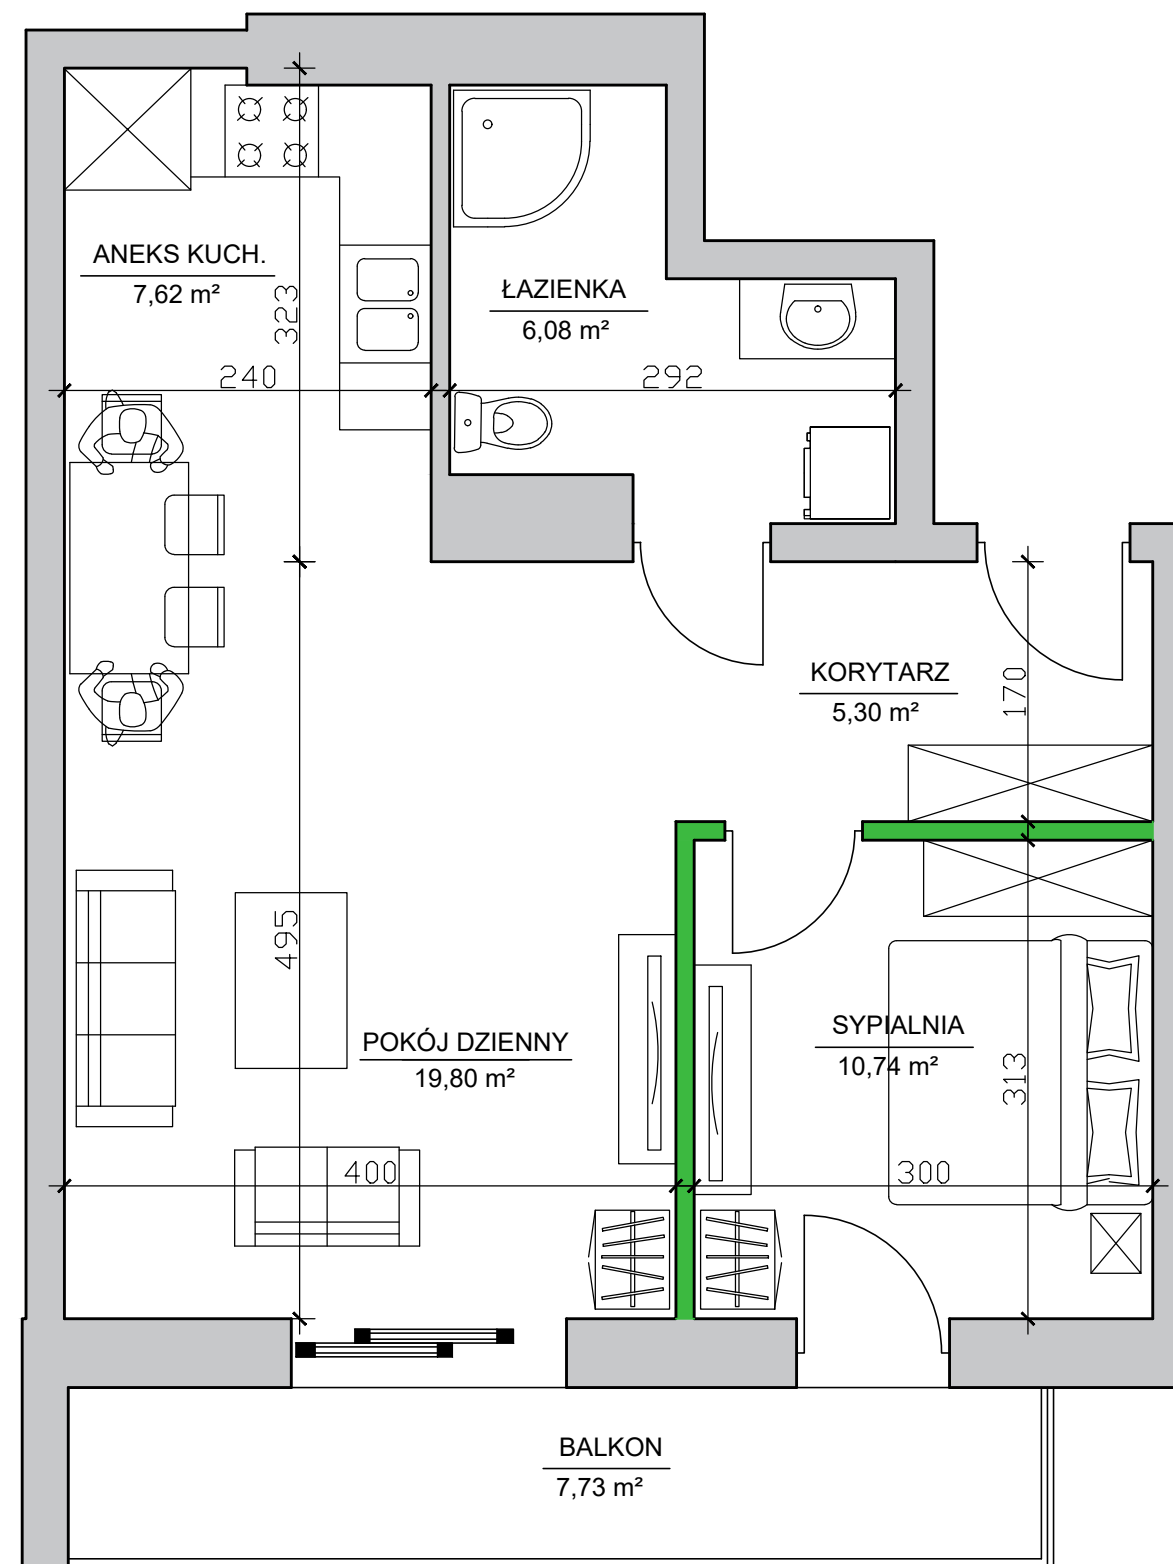 ANEKS KUCH.
7,62 m²
323
240
ŁAZIENKA
6,08 m²
292
KORYTARZ
5,30 m²
170
495
POKÓJ DZIENNY
19,80 m²
400
SYPIALNIA
10,74 m²
313
300
BALKON
7,73 m²